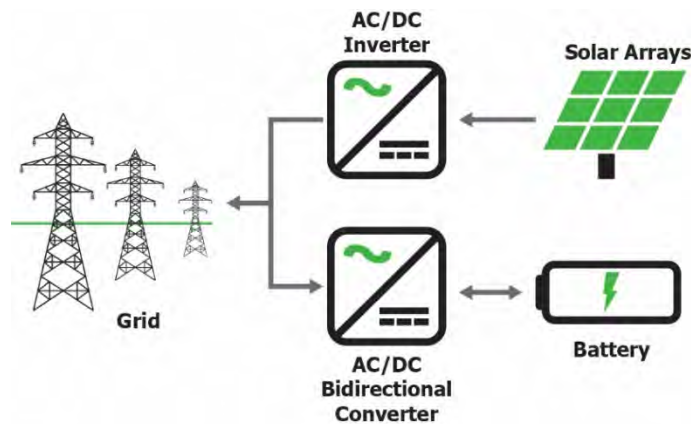 AC/DC
Inverter
Solar Arrays
Grid
AC/DC
Bidirectional
Converter
Battery